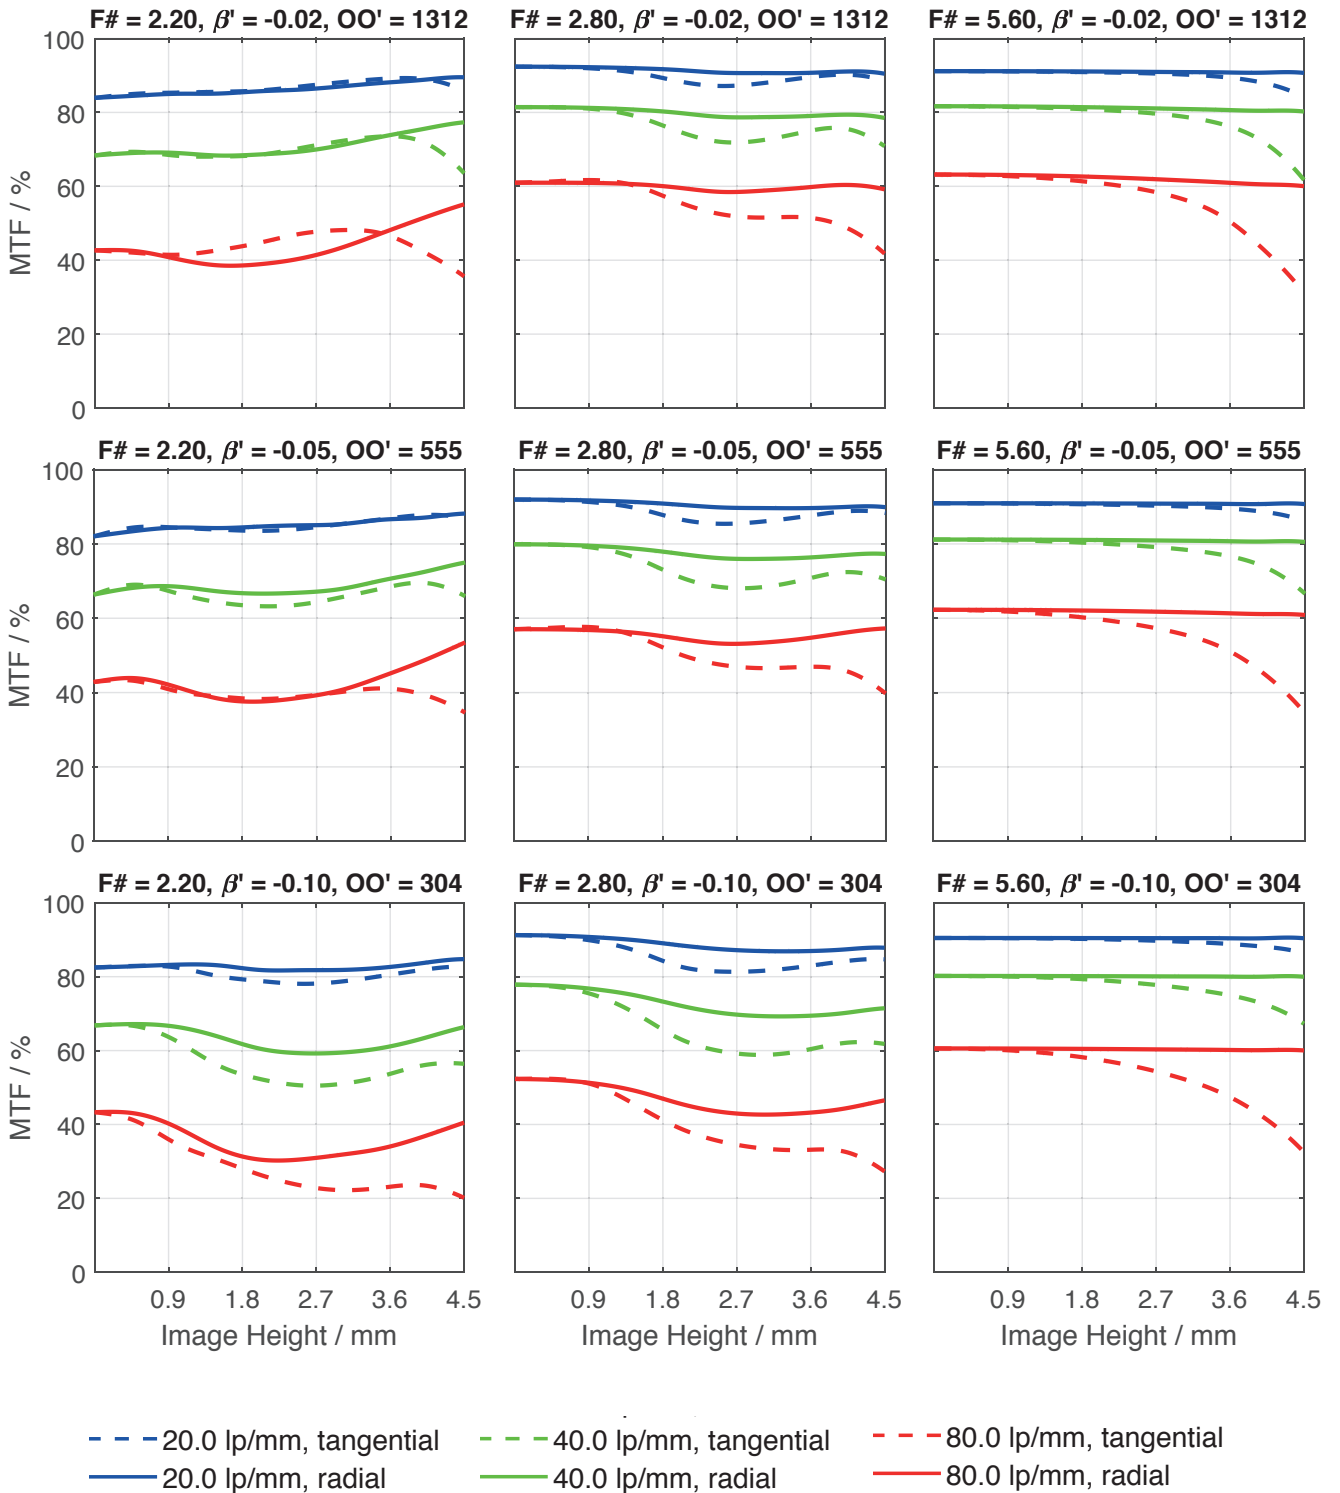 F# = 2.20, β' = -0.02, OO' = 1312
F# = 2.80, β' = -0.02, OO' = 1312
F# = 5.60, β' = -0.02, OO' = 1312
100
80
60
40
20
0
MTF / %
F# = 2.20, β' = -0.05, OO' = 555
F# = 2.80, β' = -0.05, OO' = 555
F# = 5.60, β' = -0.05, OO' = 555
100
80
60
40
20
0
MTF / %
F# = 2.20, β' = -0.10, OO' = 304
F# = 2.80, β' = -0.10, OO' = 304
F# = 5.60, β' = -0.10, OO' = 304
100
80
60
40
20
0
MTF / %
0.9 1.8 2.7 3.6 4.5
0.9 1.8 2.7 3.6 4.5
0.9 1.8 2.7 3.6 4.5
Image Height / mm
Image Height / mm
Image Height / mm
20.0 lp/mm, tangential
40.0 lp/mm, tangential
80.0 lp/mm, tangential
20.0 lp/mm, radial
40.0 lp/mm, radial
80.0 lp/mm, radial